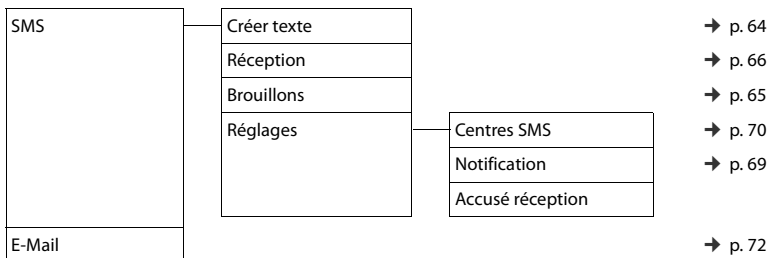 SMS Créer texte → p. 64
Réception → p. 66
Brouillons → p. 65
Réglages Centres SMS → p. 70
Notification → p. 69
Accusé réception
E-Mail → p. 72